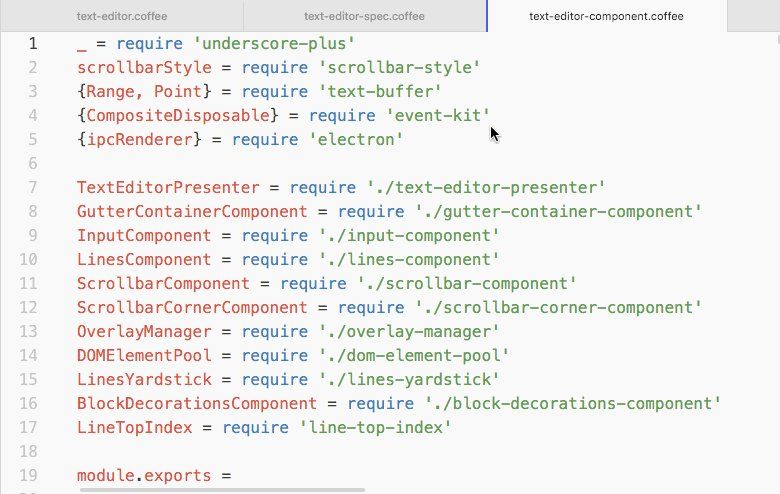 text-editor.coffee text-editor-spec.coffee text-editor-component.coffee
1 _ = require 'underscore-plus'
2 scrollbarStyle = require 'scrollbar-style'
3 {Range, Point} = require 'text-buffer'
4 {CompositeDisposable} = require 'event-kit'
5 {ipcRenderer} = require 'electron'
6
7 TextEditorPresenter = require './text-editor-presenter'
8 GutterContainerComponent = require './gutter-container-component'
9 InputComponent = require './input-component'
10 LinesComponent = require './lines-component'
11 ScrollbarComponent = require './scrollbar-component'
12 ScrollbarCornerComponent = require './scrollbar-corner-component'
13 OverlayManager = require './overlay-manager'
14 DOMElementPool = require './dom-element-pool'
15 LinesYardstick = require './lines-yardstick'
16 BlockDecorationsComponent = require './block-decorations-component'
17 LineTopIndex = require 'line-top-index'
18
19 module.exports =